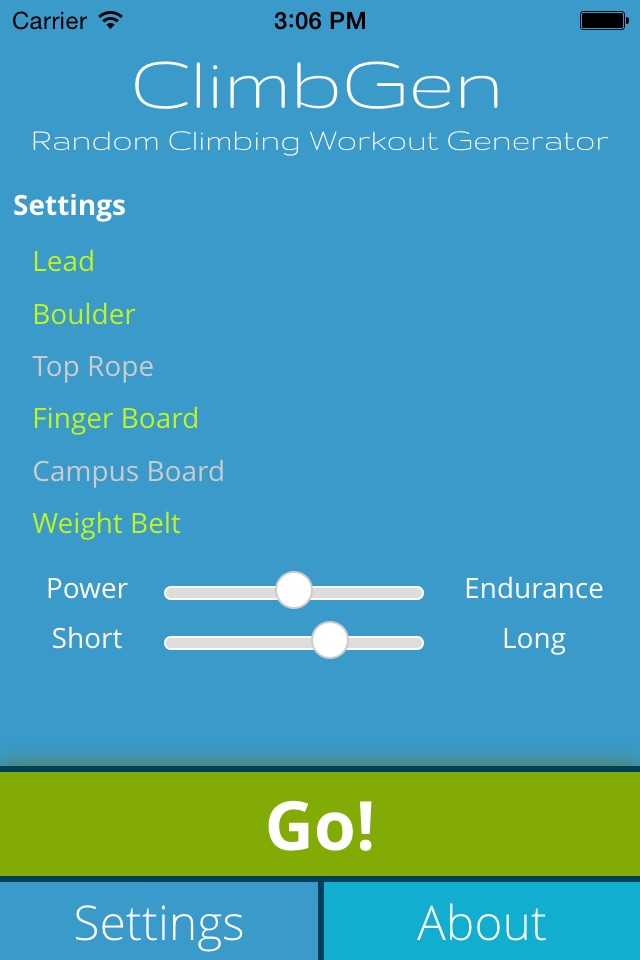 Carrier 3:06 PM
ClimbGen
Random Climbing Workout Generator
Settings
Lead
Boulder
Top Rope
Finger Board
Campus Board
Weight Belt
Power Endurance
Short Long
Go!
Settings About